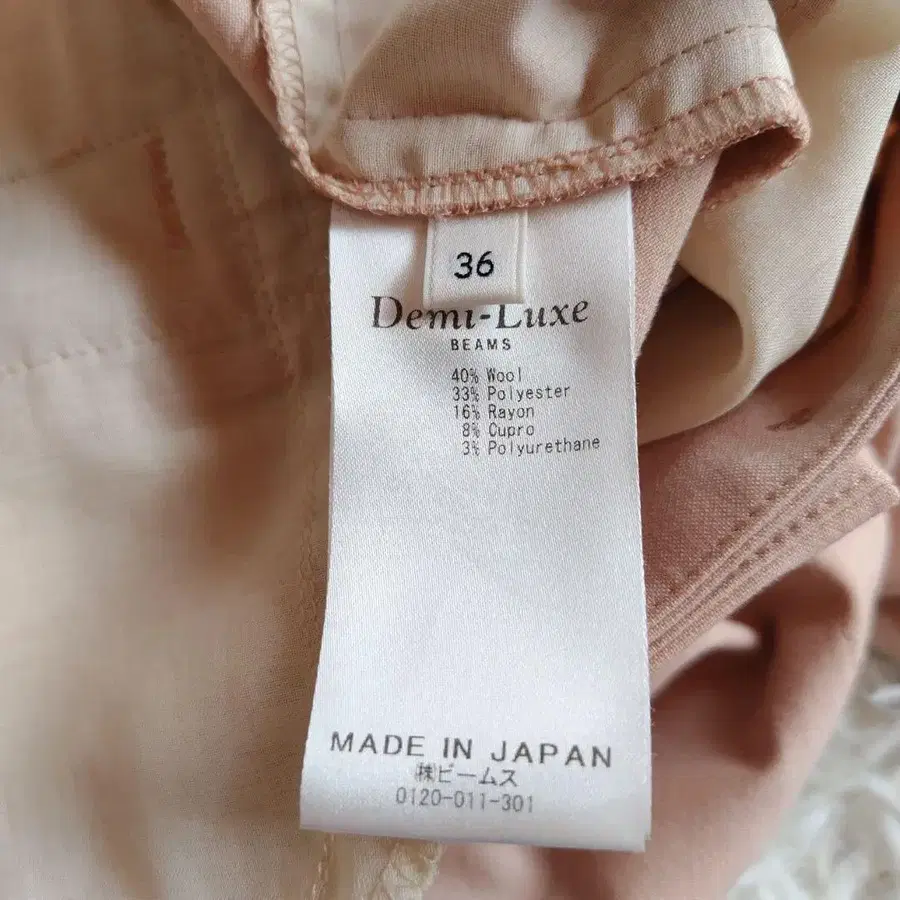 36
Demi-Luxe
BEAMS
40% Wool
33% Polyester
16% Rayon
8% Cupro
3% Polyurethane
MADE IN JAPAN
㈱ビームス
0120-011-301